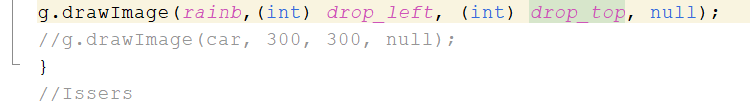 g.drawImage(rainb,(int) drop_left, (int) drop_top, null);
//g.drawImage(car, 300, 300, null);
}
//Issers